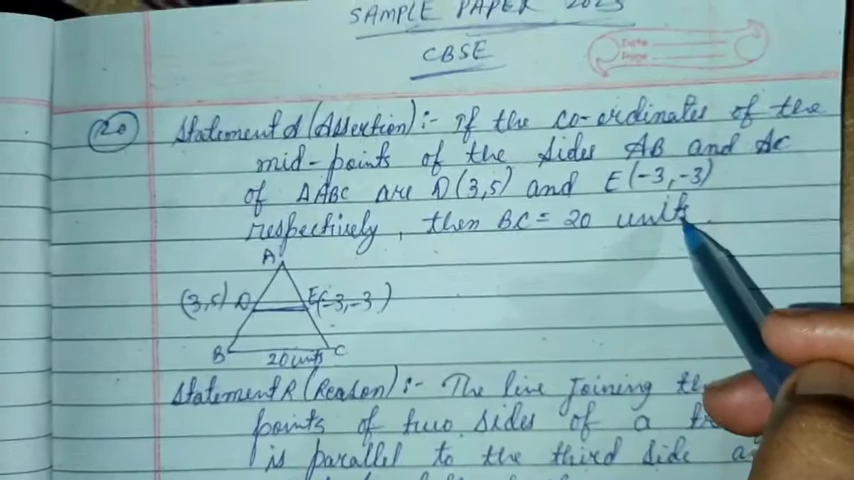 SAMPLE PAPER 2023
CBSE
Date
Page
20 Statement A (Assertion) :- If the co-ordinates of the
mid-points of the sides AB and AC
of ΔABC are D(3,5) and E(-3,-3)
respectively, then BC = 20 units
A
(3,5) D E(-3,-3)
B 20 units C
Statement R (Reason) :- The line joining
points of two sides of a
is parallel to the third side